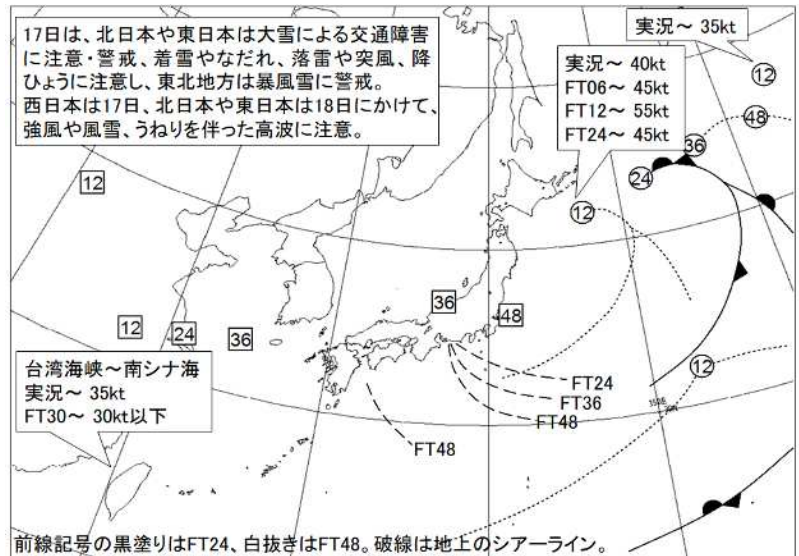 17日は、北日本や東日本は大雪による交通障害
に注意・警戒、着雪やなだれ、落雷や突風、降
ひょうに注意し、東北地方は暴風雪に警戒。
西日本は17日、北日本や東日本は18日にかけて、
強風や風雪、うねりを伴った高波に注意。
実況～ 35kt
実況～ 40kt
FT06～ 45kt
FT12～ 55kt
FT24～ 45kt
12
48
36
24
12
12
36
48
12
24
36
12
台湾海峡～南シナ海
実況～ 35kt
FT30～ 30kt以下
FT24
FT36
FT48
FT48
前線記号の黒塗りはFT24、白抜きはFT48。破線は地上のシアーライン。